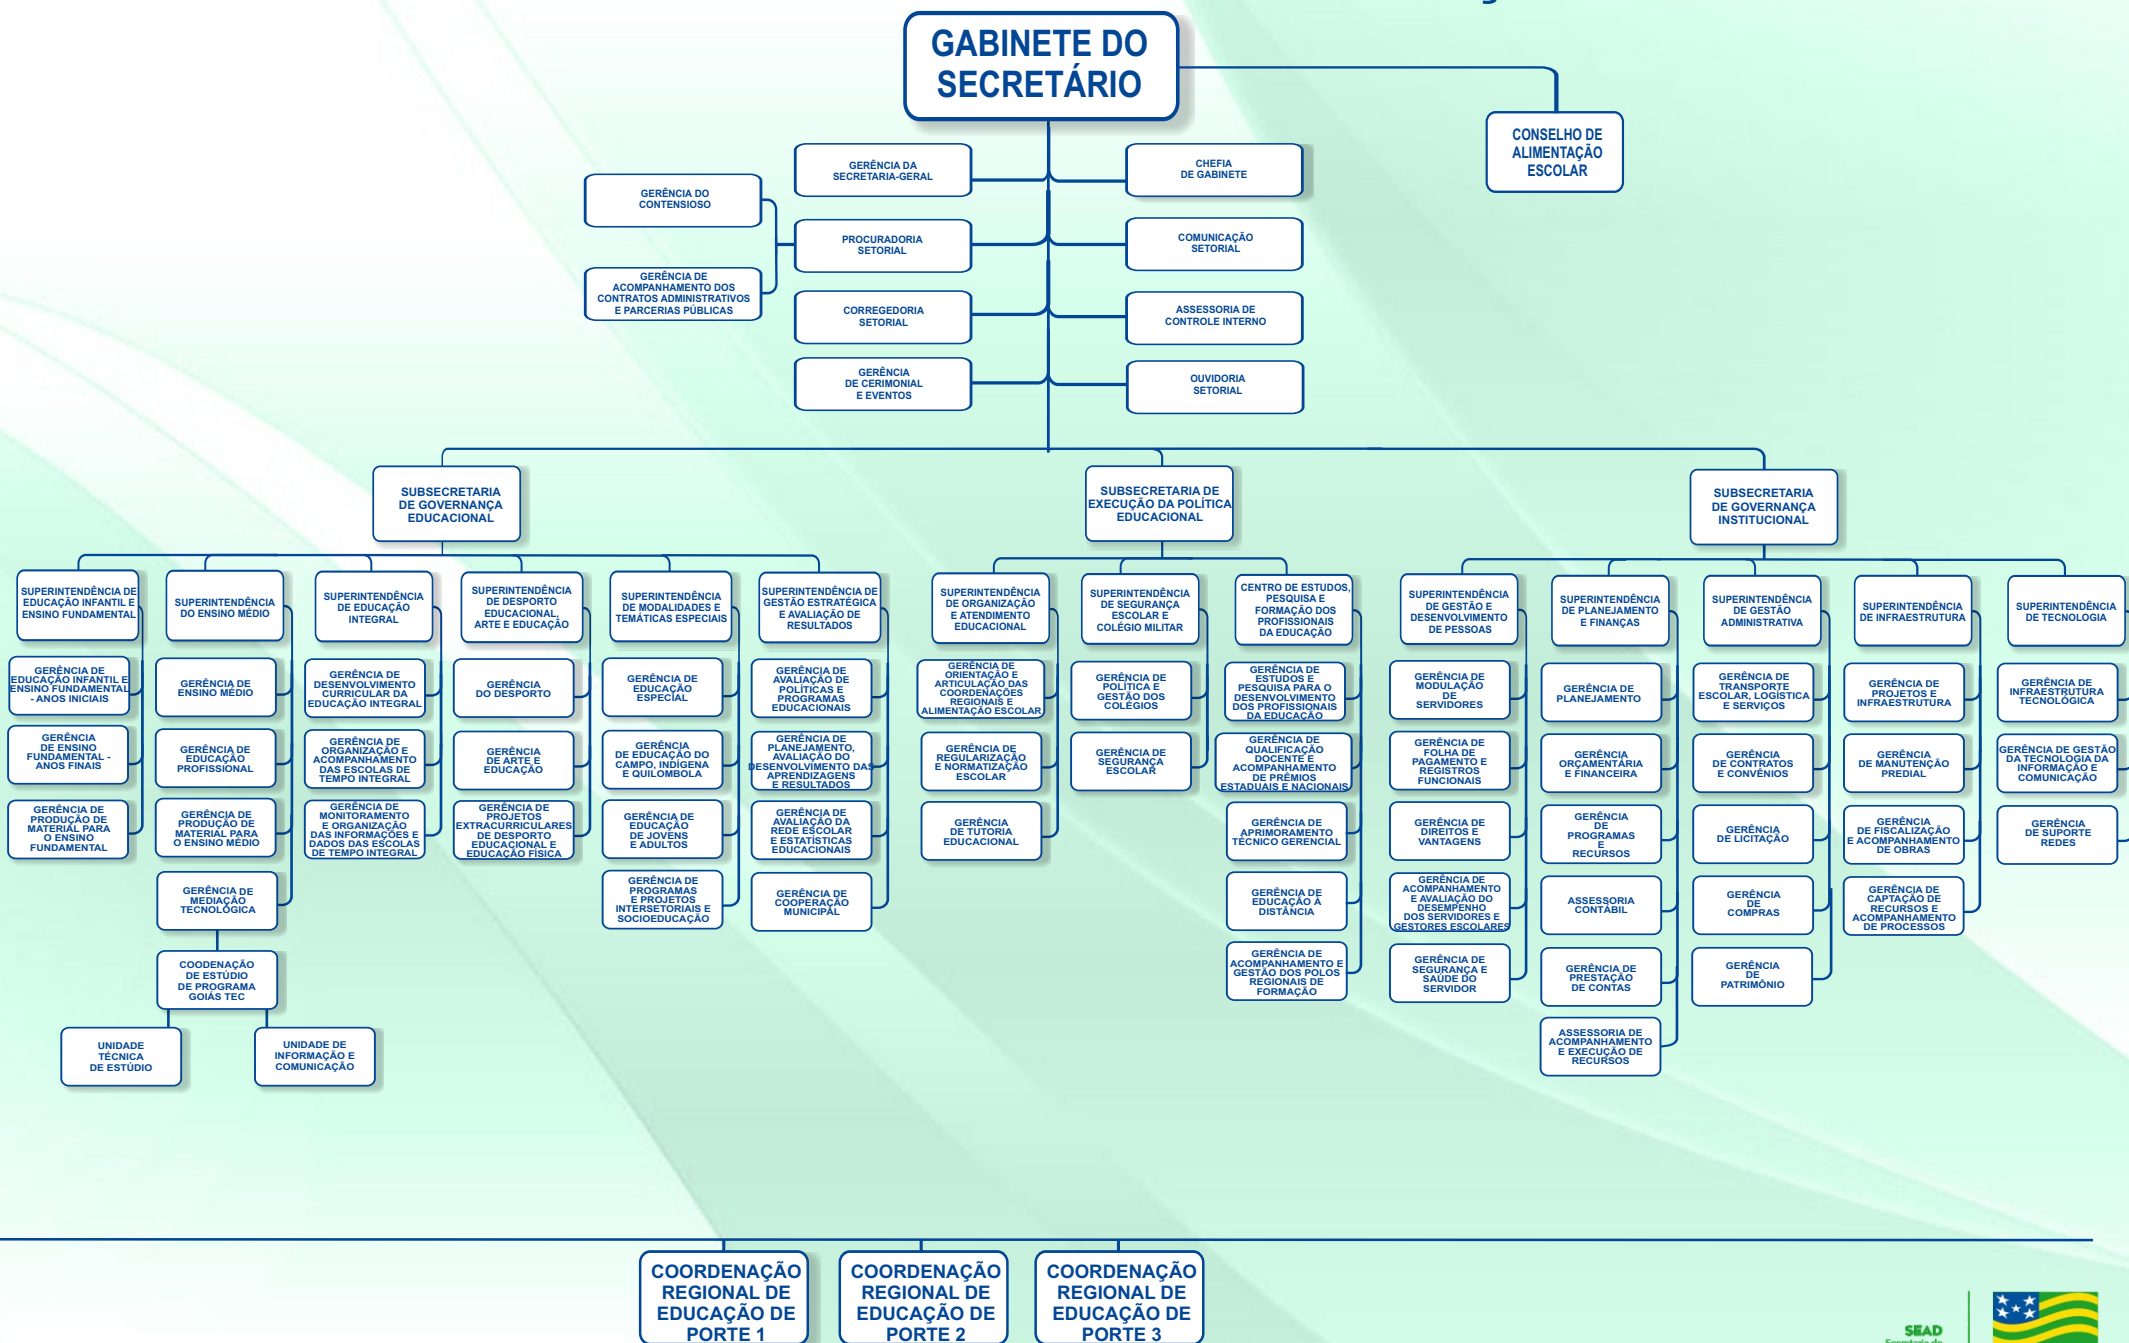 GABINETE DO
SECRETÁRIO
CONSELHO DE
ALIMENTAÇÃO
ESCOLAR
GERÊNCIA DA
SECRETARIA-GERAL
CHEFIA
DE GABINETE
GERÊNCIA DO
CONTENSIOSO
PROCURADORIA
SETORIAL
COMUNICAÇÃO
SETORIAL
GERÊNCIA DE
ACOMPANHAMENTO DOS
CONTRATOS ADMINISTRATIVOS
E PARCERIAS PÚBLICAS
CORREGEDORIA
SETORIAL
ASSESSORIA DE
CONTROLE INTERNO
GERÊNCIA
DE CERIMONIAL
E EVENTOS
OUVIDORIA
SETORIAL
SUBSECRETARIA
DE GOVERNANÇA
EDUCACIONAL
SUBSECRETARIA DE
EXECUÇÃO DA POLÍTICA
EDUCACIONAL
SUBSECRETARIA
DE GOVERNANÇA
INSTITUCIONAL
SUPERINTENDÊNCIA DE
EDUCAÇÃO INFANTIL E
ENSINO FUNDAMENTAL
SUPERINTENDÊNCIA
DO ENSINO MÉDIO
SUPERINTENDÊNCIA
DE EDUCAÇÃO
INTEGRAL
SUPERINTENDÊNCIA
DE DESPORTO
EDUCACIONAL,
ARTE E EDUCAÇÃO
SUPERINTENDÊNCIA
DE MODALIDADES E
TEMÁTICAS ESPECIAIS
SUPERINTENDÊNCIA DE
GESTÃO ESTRATÉGICA
E AVALIAÇÃO DE
RESULTADOS
SUPERINTENDÊNCIA
DE ORGANIZAÇÃO
E ATENDIMENTO
EDUCACIONAL
SUPERINTENDÊNCIA
DE SEGURANÇA
ESCOLAR E
COLÉGIO MILITAR
CENTRO DE ESTUDOS,
PESQUISA E
FORMAÇÃO DOS
PROFISSIONAIS
DA EDUCAÇÃO
SUPERINTENDÊNCIA
DE GESTÃO E
DESENVOLVIMENTO
DE PESSOAS
SUPERINTENDÊNCIA
DE PLANEJAMENTO
E FINANÇAS
SUPERINTENDÊNCIA
DE GESTÃO
ADMINISTRATIVA
SUPERINTENDÊNCIA
DE INFRAESTRUTURA
SUPERINTENDÊNCIA
DE TECNOLOGIA
GERÊNCIA DE
EDUCAÇÃO INFANTIL E
ENSINO FUNDAMENTAL
- ANOS INICIAIS
GERÊNCIA DE
ENSINO MÉDIO
GERÊNCIA DE
DESENVOLVIMENTO
CURRICULAR DA
EDUCAÇÃO INTEGRAL
GERÊNCIA
DO DESPORTO
GERÊNCIA DE
EDUCAÇÃO
ESPECIAL
GERÊNCIA DE
AVALIAÇÃO DE
POLÍTICAS E
PROGRAMAS
EDUCACIONAIS
GERÊNCIA DE
ORIENTAÇÃO E
ARTICULAÇÃO DAS
COORDENAÇÕES
REGIONAIS E
ALIMENTAÇÃO ESCOLAR
GERÊNCIA DE
POLÍTICA E
GESTÃO DOS
COLÉGIOS
GERÊNCIA DE
ESTUDOS E
PESQUISA PARA O
DESENVOLVIMENTO
DOS PROFISSIONAIS
DA EDUCAÇÃO
GERÊNCIA DE
MODULAÇÃO
DE
SERVIDORES
GERÊNCIA DE
PLANEJAMENTO
GERÊNCIA DE
TRANSPORTE
ESCOLAR, LOGÍSTICA
E SERVIÇOS
GERÊNCIA DE
PROJETOS E
INFRAESTRUTURA
GERÊNCIA DE
INFRAESTRUTURA
TECNOLÓGICA
GERÊNCIA
DE ENSINO
FUNDAMENTAL -
ANOS FINAIS
GERÊNCIA DE
EDUCAÇÃO
PROFISSIONAL
GERÊNCIA DE
ORGANIZAÇÃO E
ACOMPANHAMENTO
DAS ESCOLAS DE
TEMPO INTEGRAL
GERÊNCIA
DE ARTE E
EDUCAÇÃO
GERÊNCIA
DE EDUCAÇÃO DO
CAMPO, INDÍGENA
E QUILOMBOLA
GERÊNCIA DE
PLANEJAMENTO,
AVALIAÇÃO DO
DESENVOLVIMENTO DAS
APRENDIZAGENS
E RESULTADOS
GERÊNCIA DE
REGULARIZAÇÃO
E NORMATIZAÇÃO
ESCOLAR
GERÊNCIA DE
SEGURANÇA
ESCOLAR
GERÊNCIA DE
QUALIFICAÇÃO
DOCENTE E
ACOMPANHAMENTO
DE PRÊMIOS
ESTADUAIS E NACIONAIS
GERÊNCIA DE
FOLHA DE
PAGAMENTO E
REGISTROS
FUNCIONAIS
GERÊNCIA
ORÇAMENTÁRIA
E FINANCEIRA
GERÊNCIA
DE CONTRATOS
E CONVÊNIOS
GERÊNCIA
DE MANUTENÇÃO
PREDIAL
GERÊNCIA DE GESTÃO
DA TECNOLOGIA DA
INFORMAÇÃO E
COMUNICAÇÃO
GERÊNCIA DE
PRODUÇÃO DE
MATERIAL PARA
O ENSINO
FUNDAMENTAL
GERÊNCIA DE
PRODUÇÃO DE
MATERIAL PARA
O ENSINO MÉDIO
GERÊNCIA DE
MONITORAMENTO
E ORGANIZAÇÃO
DAS INFORMAÇÕES E
DADOS DAS ESCOLAS
DE TEMPO INTEGRAL
GERÊNCIA DE
PROJETOS
EXTRACURRICULARES
DE DESPORTO
EDUCACIONAL E
EDUCAÇÃO FÍSICA
GERÊNCIA DE
EDUCAÇÃO
DE JOVENS
E ADULTOS
GERÊNCIA DE
AVALIAÇÃO DA
REDE ESCOLAR
E ESTATÍSTICAS
EDUCACIONAIS
GERÊNCIA
DE TUTORIA
EDUCACIONAL
GERÊNCIA DE
APRIMORAMENTO
TÉCNICO GERENCIAL
GERÊNCIA DE
DIREITOS E
VANTAGENS
GERÊNCIA
DE
PROGRAMAS
E
RECURSOS
GERÊNCIA
DE LICITAÇÃO
GERÊNCIA
DE FISCALIZAÇÃO
E ACOMPANHAMENTO
DE OBRAS
GERÊNCIA
DE SUPORTE
REDES
GERÊNCIA DE
MEDIAÇÃO
TECNOLÓGICA
GERÊNCIA DE
PROGRAMAS
E PROJETOS
INTERSETORIAIS E
SOCIOEDUCAÇÃO
GERÊNCIA DE
COOPERAÇÃO
MUNICIPAL
GERÊNCIA DE
EDUCAÇÃO À
DISTÂNCIA
GERÊNCIA DE
ACOMPANHAMENTO
E AVALIAÇÃO DO
DESEMPENHO
DOS SERVIDORES E
GESTORES ESCOLARES
ASSESSORIA
CONTÁBIL
GERÊNCIA
DE
COMPRAS
GERÊNCIA DE
CAPTAÇÃO DE
RECURSOS E
ACOMPANHAMENTO
DE PROCESSOS
COODENAÇÃO
DE ESTÚDIO
DE PROGRAMA
GOIÁS TEC
GERÊNCIA DE
ACOMPANHAMENTO E
GESTÃO DOS POLOS
REGIONAIS DE
FORMAÇÃO
GERÊNCIA DE
SEGURANÇA E
SAÚDE DO
SERVIDOR
GERÊNCIA DE
PRESTAÇÃO
DE CONTAS
GERÊNCIA
DE
PATRIMÔNIO
UNIDADE
TÉCNICA
DE ESTÚDIO
UNIDADE DE
INFORMAÇÃO E
COMUNICAÇÃO
ASSESSORIA DE
ACOMPANHAMENTO
E EXECUÇÃO DE
RECURSOS
COORDENAÇÃO
REGIONAL DE
EDUCAÇÃO DE
PORTE 1
COORDENAÇÃO
REGIONAL DE
EDUCAÇÃO DE
PORTE 2
COORDENAÇÃO
REGIONAL DE
EDUCAÇÃO DE
PORTE 3
SEAD